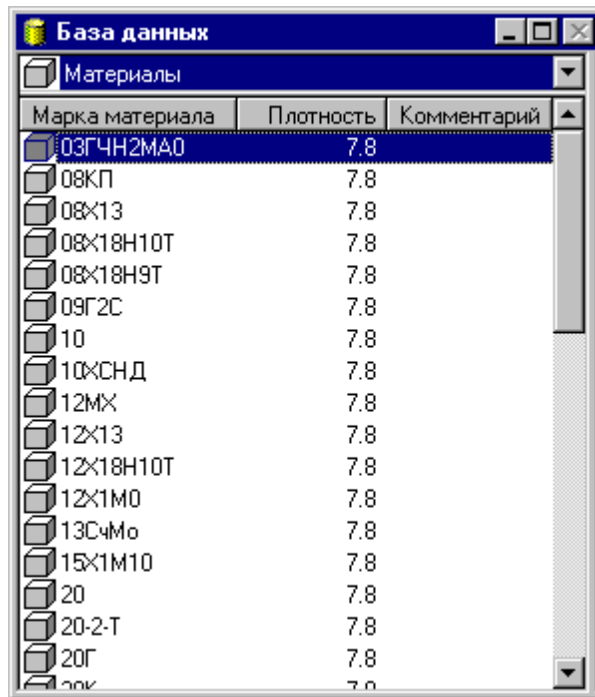 База данных
Материалы
Марка материала Плотность Комментарий
03ГЧН2МА0 7.8
08КП 7.8
08Х13 7.8
08Х18Н10Т 7.8
08Х18Н9Т 7.8
09Г2С 7.8
10 7.8
10ХСНД 7.8
12МХ 7.8
12Х13 7.8
12Х18Н10Т 7.8
12Х1М0 7.8
13СчМо 7.8
15Х1М10 7.8
20 7.8
20-2-Т 7.8
20Г 7.8
20К 7.8